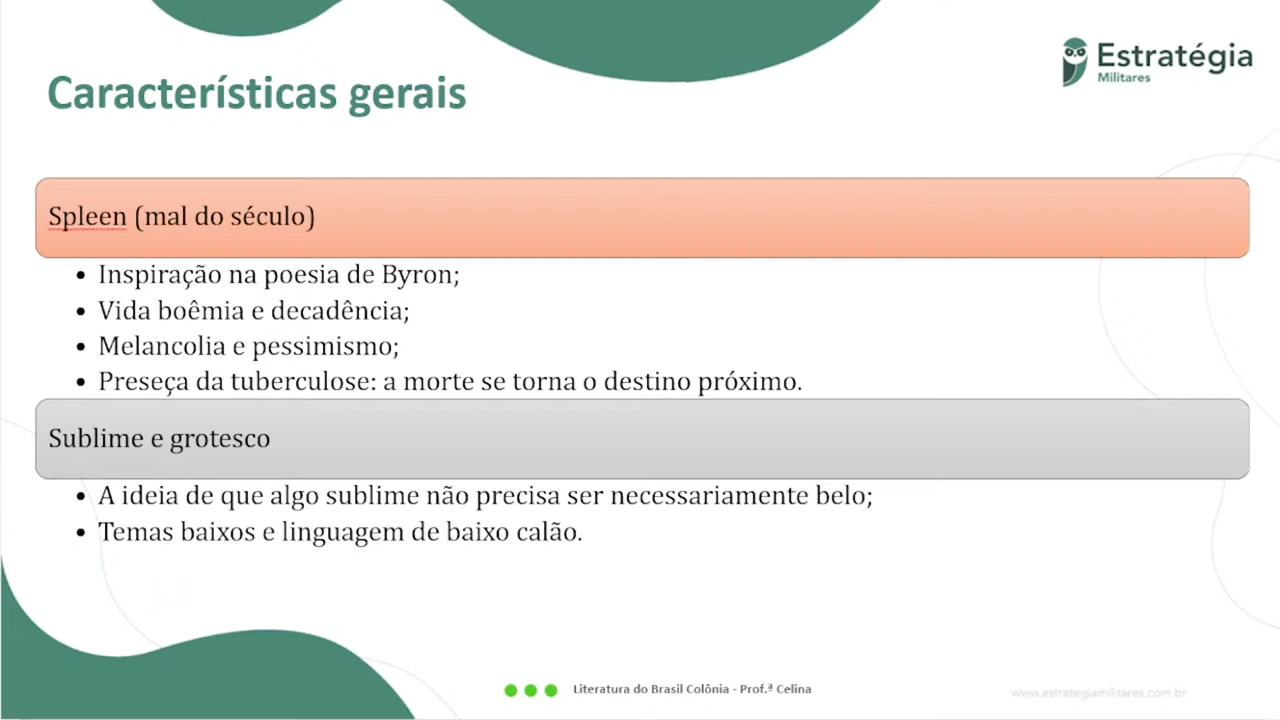 Estratégia
Militares
Características gerais
Spleen (mal do século)
• Inspiração na poesia de Byron;
• Vida boêmia e decadência;
• Melancolia e pessimismo;
• Preseça da tuberculose: a morte se torna o destino próximo.
Sublime e grotesco
• A ideia de que algo sublime não precisa ser necessariamente belo;
• Temas baixos e linguagem de baixo calão.
Literatura do Brasil Colônia - Prof.ª Celina
www.estrategiamilitares.com.br